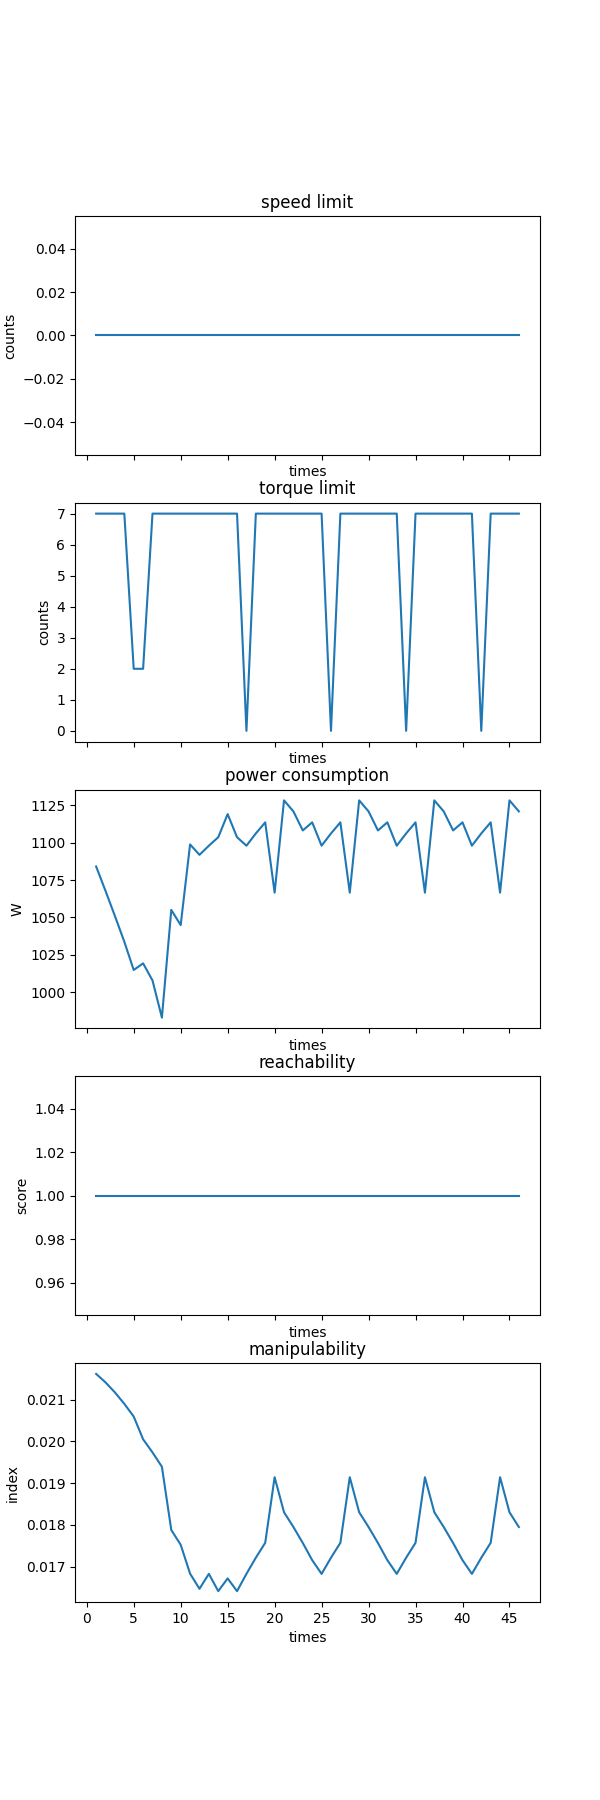 speed limit
0.04
0.02
0.00
−0.02
−0.04
counts
times
torque limit
7
6
5
4
3
2
1
0
counts
times
power consumption
1125
1100
1075
1050
1025
1000
W
times
reachability
1.04
1.02
1.00
0.98
0.96
score
times
manipulability
0.021
0.020
0.019
0.018
0.017
index
0 5 10 15 20 25 30 35 40 45
times